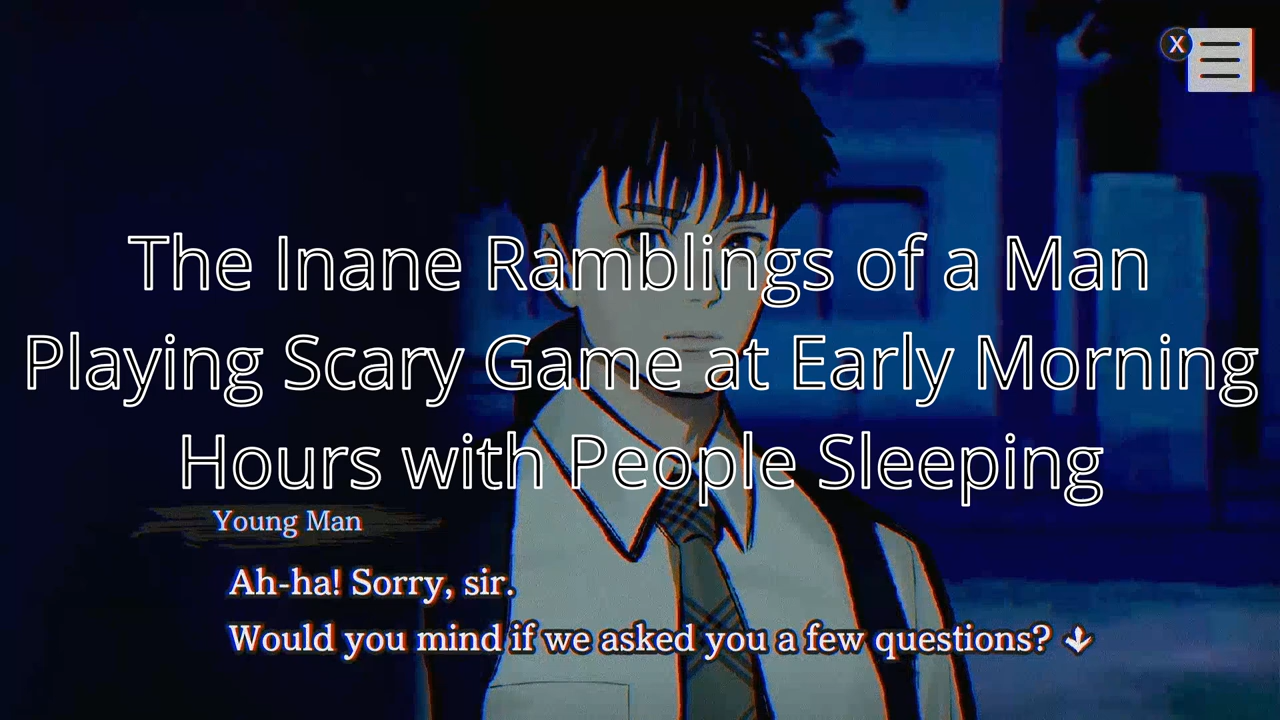 X
The Inane Ramblings of a Man
Playing Scary Game at Early Morning
Hours with People Sleeping
Young Man
Ah-ha! Sorry, sir.
Would you mind if we asked you a few questions?